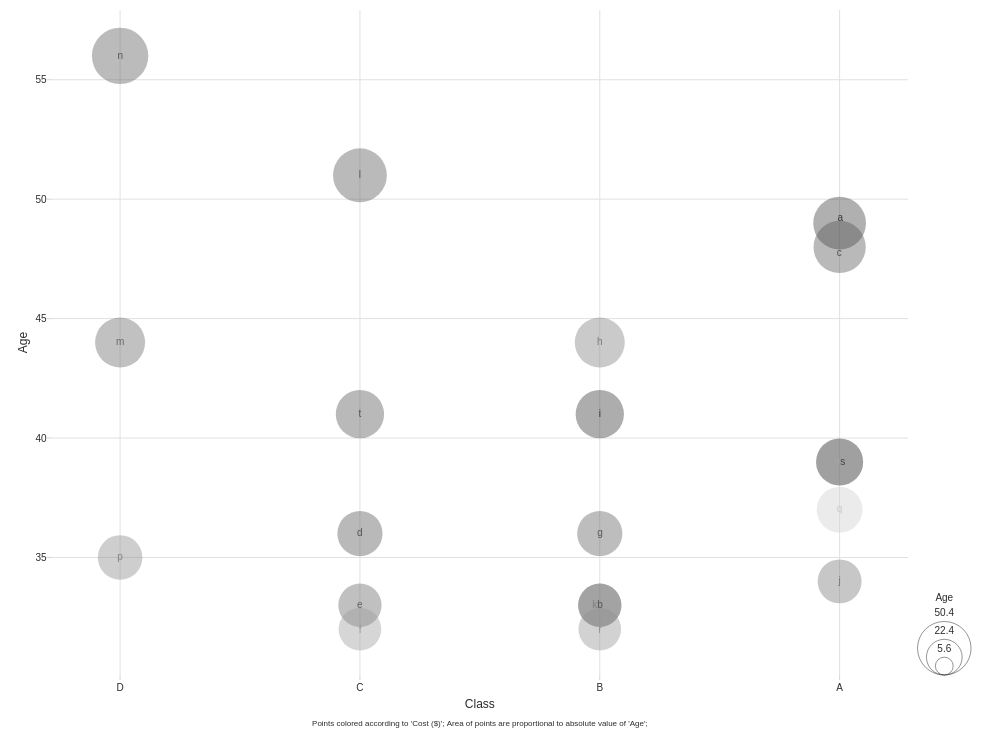 n
55
l
50
a
c
45
Age
m
h
t
i
40
s
q
d
g
35
p
j
e
kb
r
Age
50.4
22.4
5.6
D
C
B
A
Class
Points colored according to 'Cost ($)'; Area of points are proportional to absolute value of 'Age';